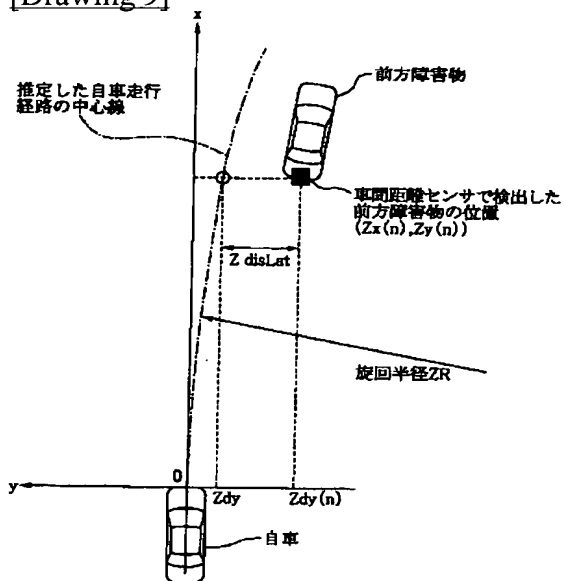 [Drawing 9]
x
前方障害物
推定した自車走行
経路の中心線
車間距離センサで検出した
前方障害物の位置
(Zx(n),Zy(n))
Z disLat
旋回半径ZR
0
y
Zdy
Zdy(n)
自車